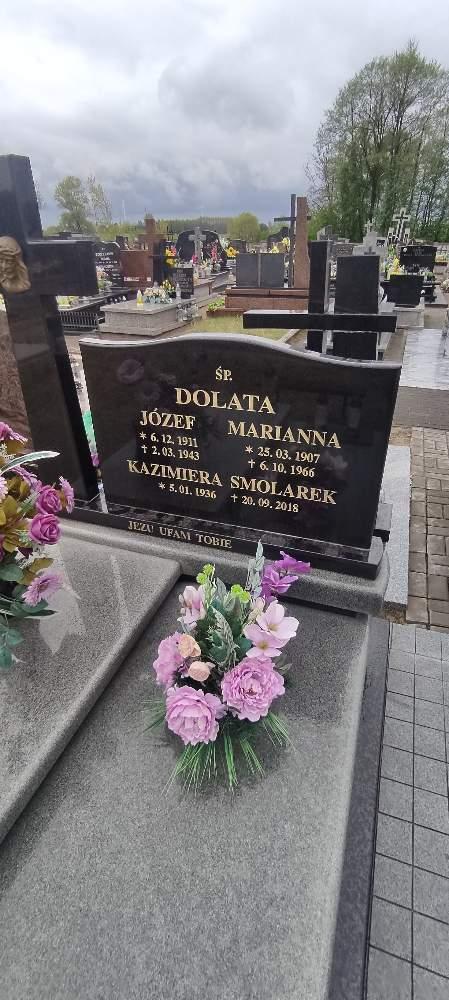 ŚP.
DOLATA
JÓZEF MARIANNA
* 6.12. 1911 * 25.03. 1907
+ 2.03. 1943 + 6.10. 1966
KAZIMIERA SMOLAREK
* 5.01. 1936 + 20.09. 2018
JEZU UFAM TOBIE